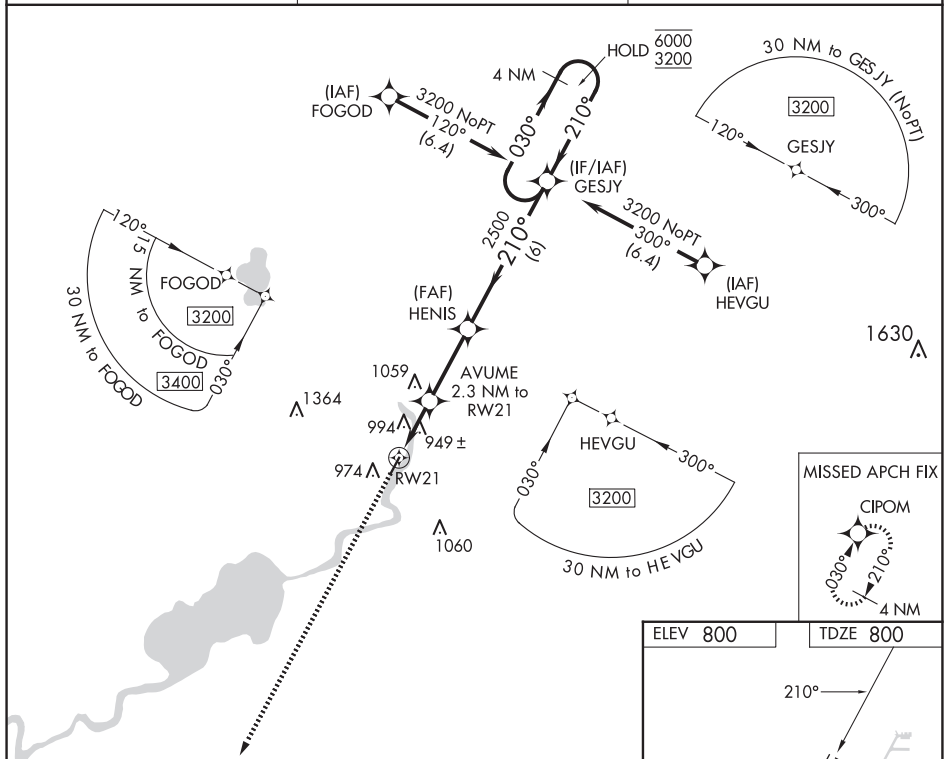 HOLD 6000 3200
4 NM
030°
210°
(IAF)
FOGOD
3200 NoPT
120°
(6.4)
(IF/IAF)
GESJY
30 NM to GESJY (NoPT)
3200
120°
GESJY
300°
3200 NoPT
300°
(6.4)
(IAF)
HEVGU
2500
210°
(6)
(FAF)
HENIS
120°
15 NM to FOGOD
FOGOD
3200
30 NM to FOGOD
3400
030°
1630
1059
AVUME
2.3 NM to
RW21
1364
994
949 ±
974
RW21
1060
HEVGU
030°
300°
3200
30 NM to HEVGU
MISSED APCH FIX
CIPOM
030°
210°
4 NM
ELEV 800
TDZE 800
210°